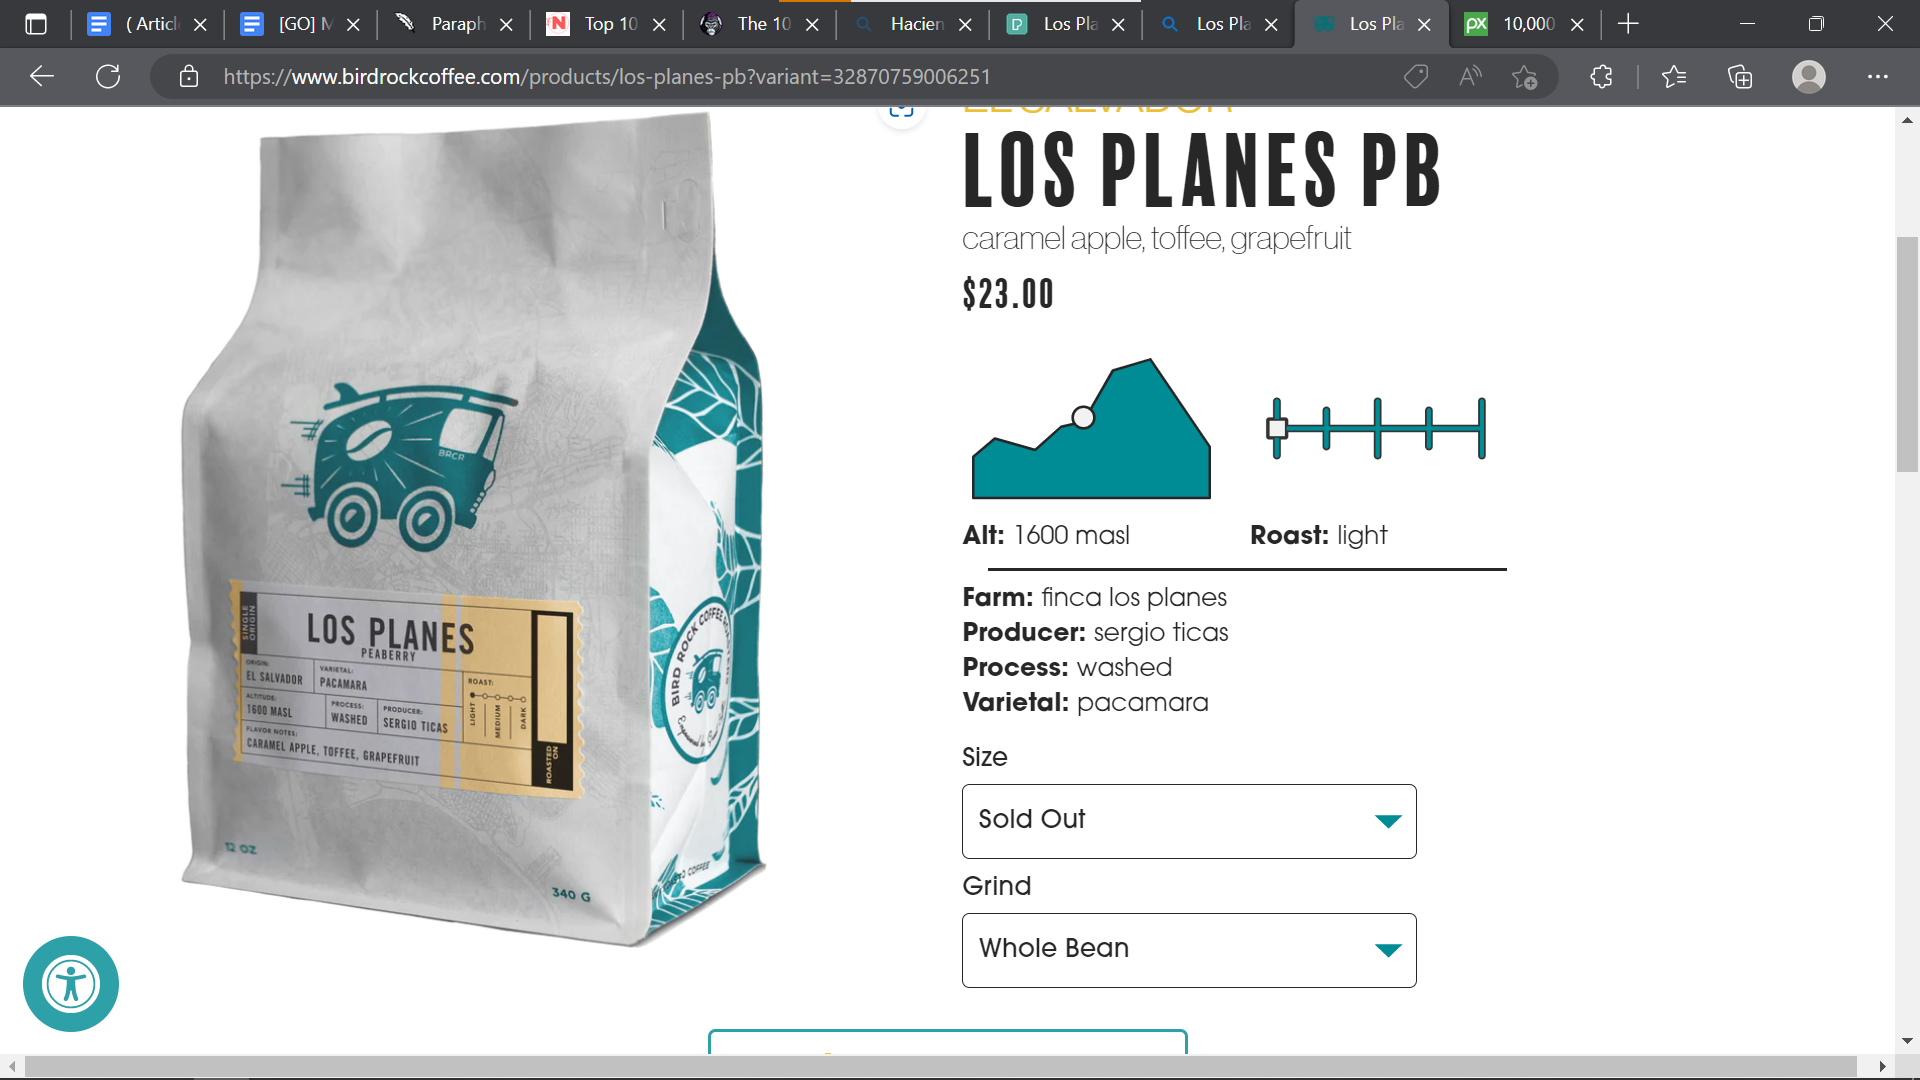 ( Articl
[GO] M
Paraph
Top 10
The 10
Hacien
Los Pla
Los Pla
Los Pla
10,000
https://www.birdrockcoffee.com/products/los-planes-pb?variant=32870759006251
EL SALVADOR
LOS PLANES PB
caramel apple, toffee, grapefruit
$23.00
Alt: 1600 masl
Roast: light
Farm: finca los planes
Producer: sergio ticas
Process: washed
Varietal: pacamara
Size
Sold Out
Grind
Whole Bean
BRCR
SINGLE ORIGIN
LOS PLANES
PEABERRY
ORIGIN:
EL SALVADOR
VARIETAL:
PACAMARA
ALTITUDE:
1600 MASL
PROCESS:
WASHED
PRODUCER:
SERGIO TICAS
FLAVOR NOTES:
CARAMEL APPLE, TOFFEE, GRAPEFRUIT
ROAST:
LIGHT
MEDIUM
DARK
ROASTED ON
12 OZ
340 G
BIRD ROCK COFFEE
COFFEE